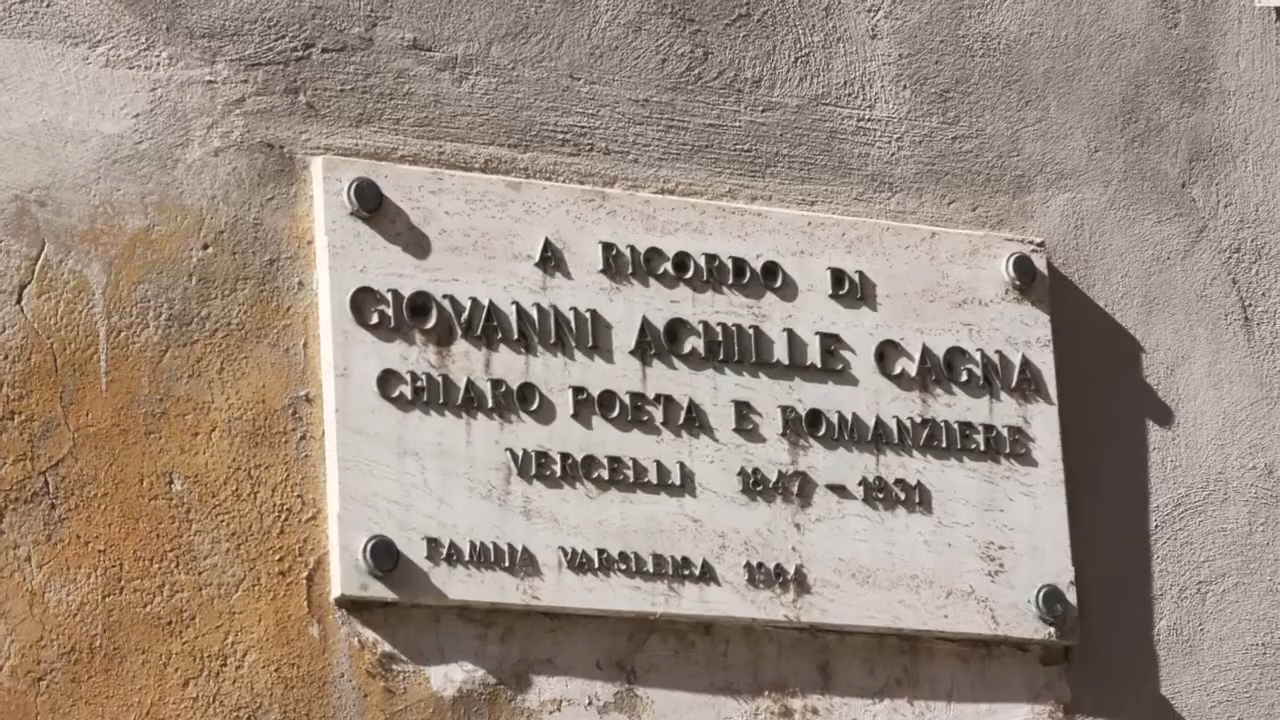 A RICORDO DI
GIOVANNI ACHILLE CAGNA
CHIARO POETA E ROMANZIERE
VERCELLI 1847 - 1931
FAMIJA VARSLEISA 1964